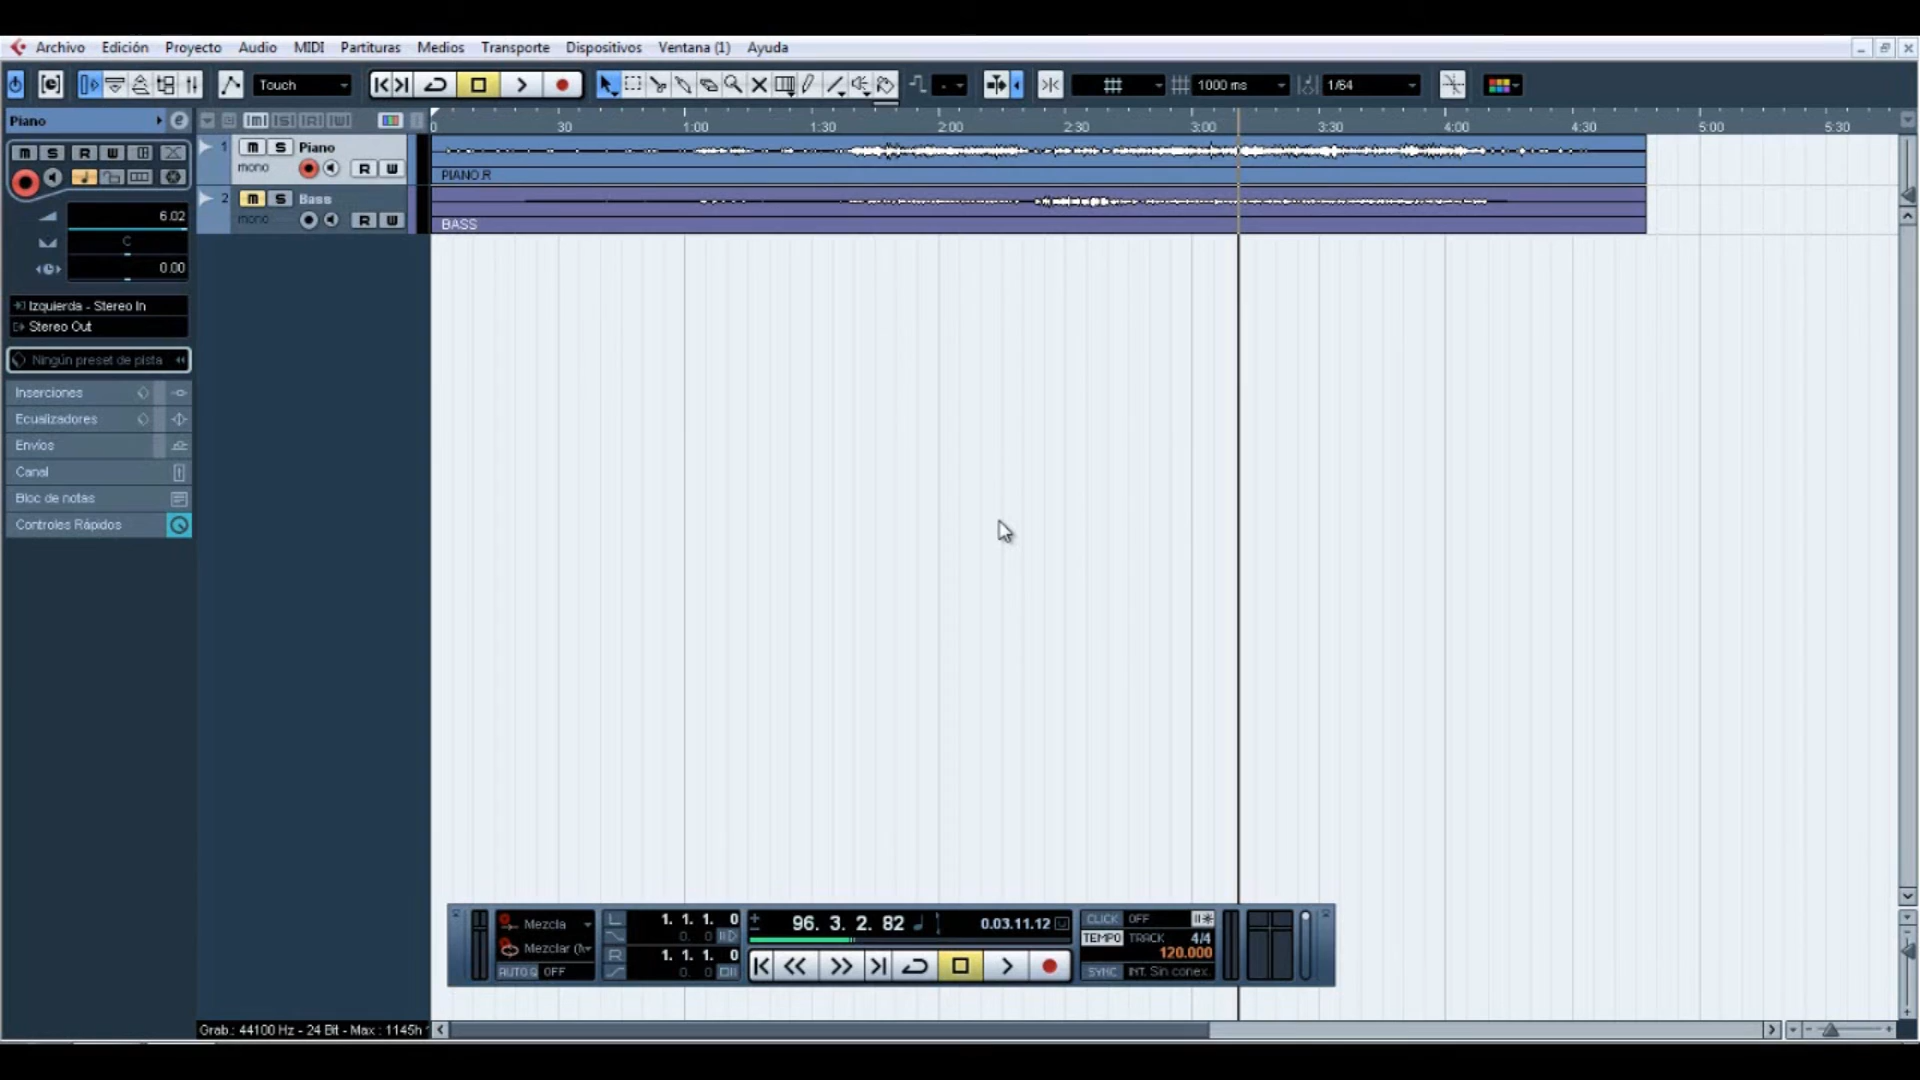 Archivo Edición Proyecto Audio MIDI Partituras Medios Transporte Dispositivos Ventana (1) Ayuda
[e] Touch 1000 ms 1/64
Piano
m S R W
6.02
C
0.00
Izquierda - Stereo In
Stereo Out
Ningún preset de pista
Inserciones
Ecualizadores
Envíos
Canal
Bloc de notas
Controles Rápidos
[m] [S] [R] [W]
0 30 1:00 1:30 2:00 2:30 3:00 3:30 4:00 4:30 5:00 5:30
1 m S Piano
mono R W
PIANO.R
2 m S Bass
mono R W
BASS
Mezcla L 1. 1. 1. 0 96. 3. 2. 82 0.03.11.12 CLICK OFF
0. 0
TEMPO TRACK 4/4
Mezclar (M R 1. 1. 1. 0 120.000
AUTO Q OFF 0. 0 SYNC INT. Sin conex.
Grab.: 44100 Hz - 24 Bit - Max : 1145h